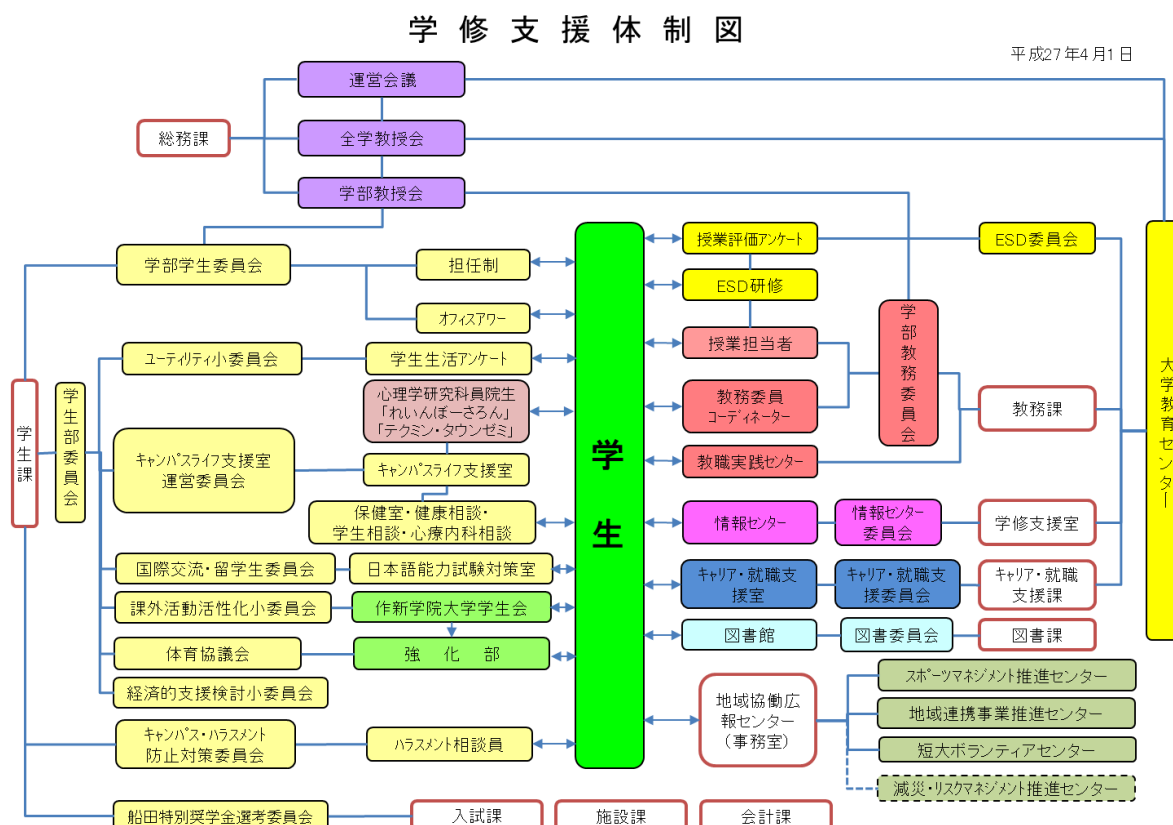 学修支援体制図
平成27年4月1日
運営会議
総務課
全学教授会
学部教授会
学部学生委員会
担任制
オフィスアワー
ユーティリティ小委員会
学生生活アンケート
学生課
学生部委員会
心理学研究科員院生
「れいんぼーさろん」
「テクミン・タウンゼミ」
キャンパスライフ支援室
運営委員会
キャンパスライフ支援室
保健室・健康相談・
学生相談・心療内科相談
国際交流・留学生委員会
日本語能力試験対策室
課外活動活性化小委員会
作新学院大学学生会
体育協議会
強化部
経済的支援検討小委員会
キャンパス・ハラスメント
防止対策委員会
ハラスメント相談員
船田特別奨学金選考委員会
入試課
施設課
会計課
学生
授業評価アンケート
ESD委員会
ESD研修
授業担当者
学部教務委員会
教務委員
コーディネーター
教務課
教職実践センター
大学教育センター
情報センター
情報センター
委員会
学修支援室
キャリア・就職支
援室
キャリア・就職支
援委員会
キャリア・就職
支援課
図書館
図書委員会
図書課
地域協働広
報センター
（事務室）
スポーツマネジメント推進センター
地域連携事業推進センター
短大ボランティアセンター
減災・リスクマネジメント推進センター